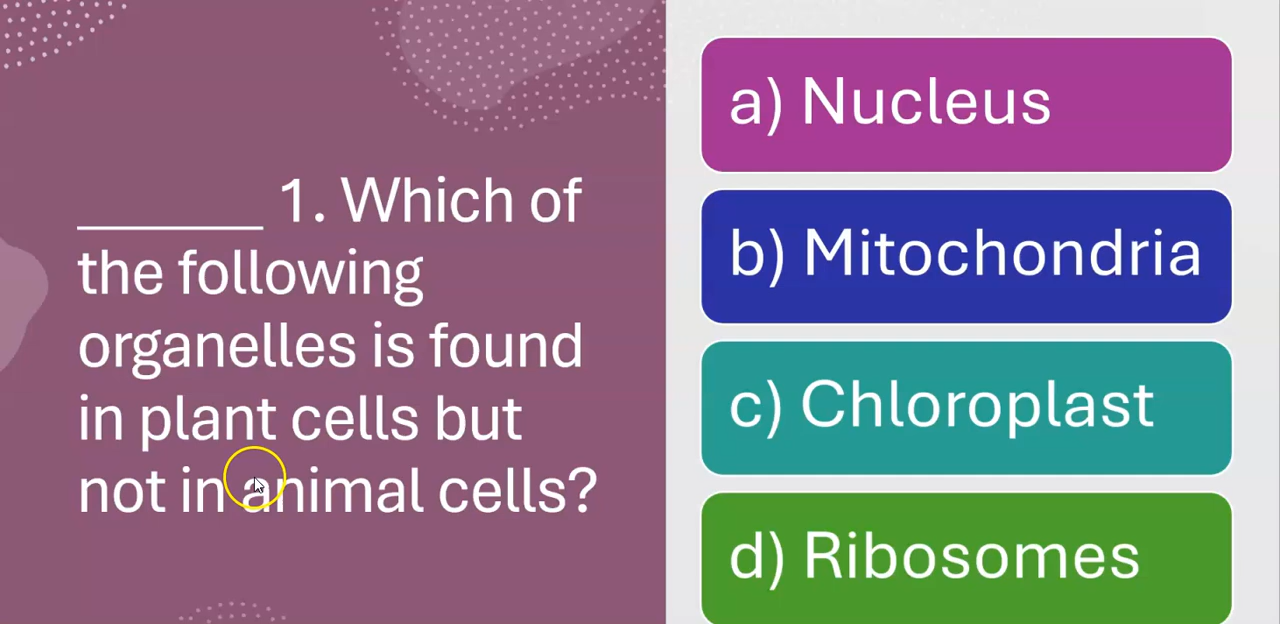 _______ 1. Which of
the following
organelles is found
in plant cells but
not in animal cells?
a) Nucleus
b) Mitochondria
c) Chloroplast
d) Ribosomes